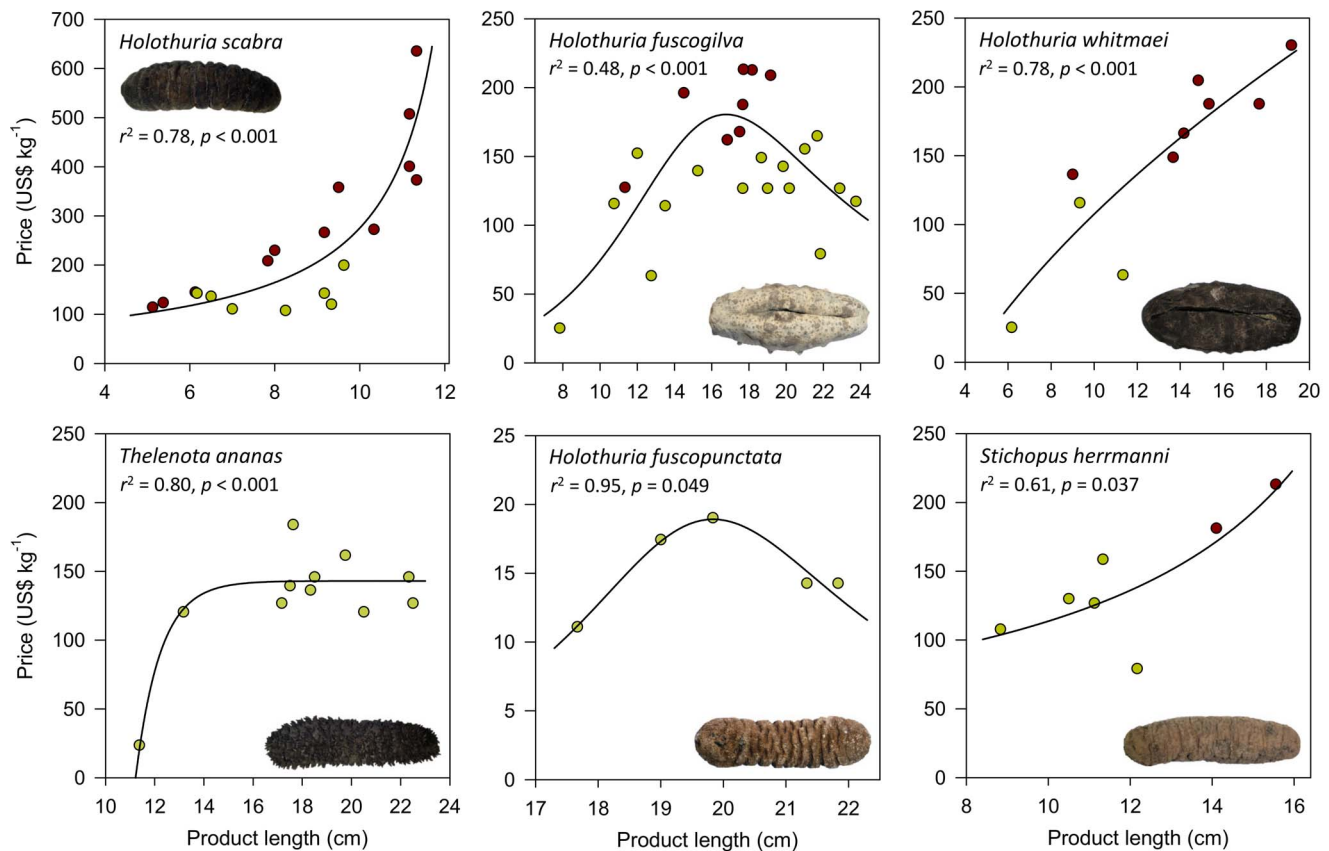 Price (US$ kg⁻¹)
Holothuria scabra
r² = 0.78, p < 0.001
700
600
500
400
300
200
100
0
4 6 8 10 12
Holothuria fuscogilva
r² = 0.48, p < 0.001
250
200
150
100
50
0
8 10 12 14 16 18 20 22 24
Holothuria whitmaei
r² = 0.78, p < 0.001
250
200
150
100
50
0
4 6 8 10 12 14 16 18 20
Price (US$ kg⁻¹)
Thelenota ananas
r² = 0.80, p < 0.001
250
200
150
100
50
0
10 12 14 16 18 20 22 24
Product length (cm)
Holothuria fuscopunctata
r² = 0.95, p = 0.049
25
20
15
10
5
0
17 18 19 20 21 22
Product length (cm)
Stichopus herrmanni
r² = 0.61, p = 0.037
250
200
150
100
50
0
8 10 12 14 16
Product length (cm)